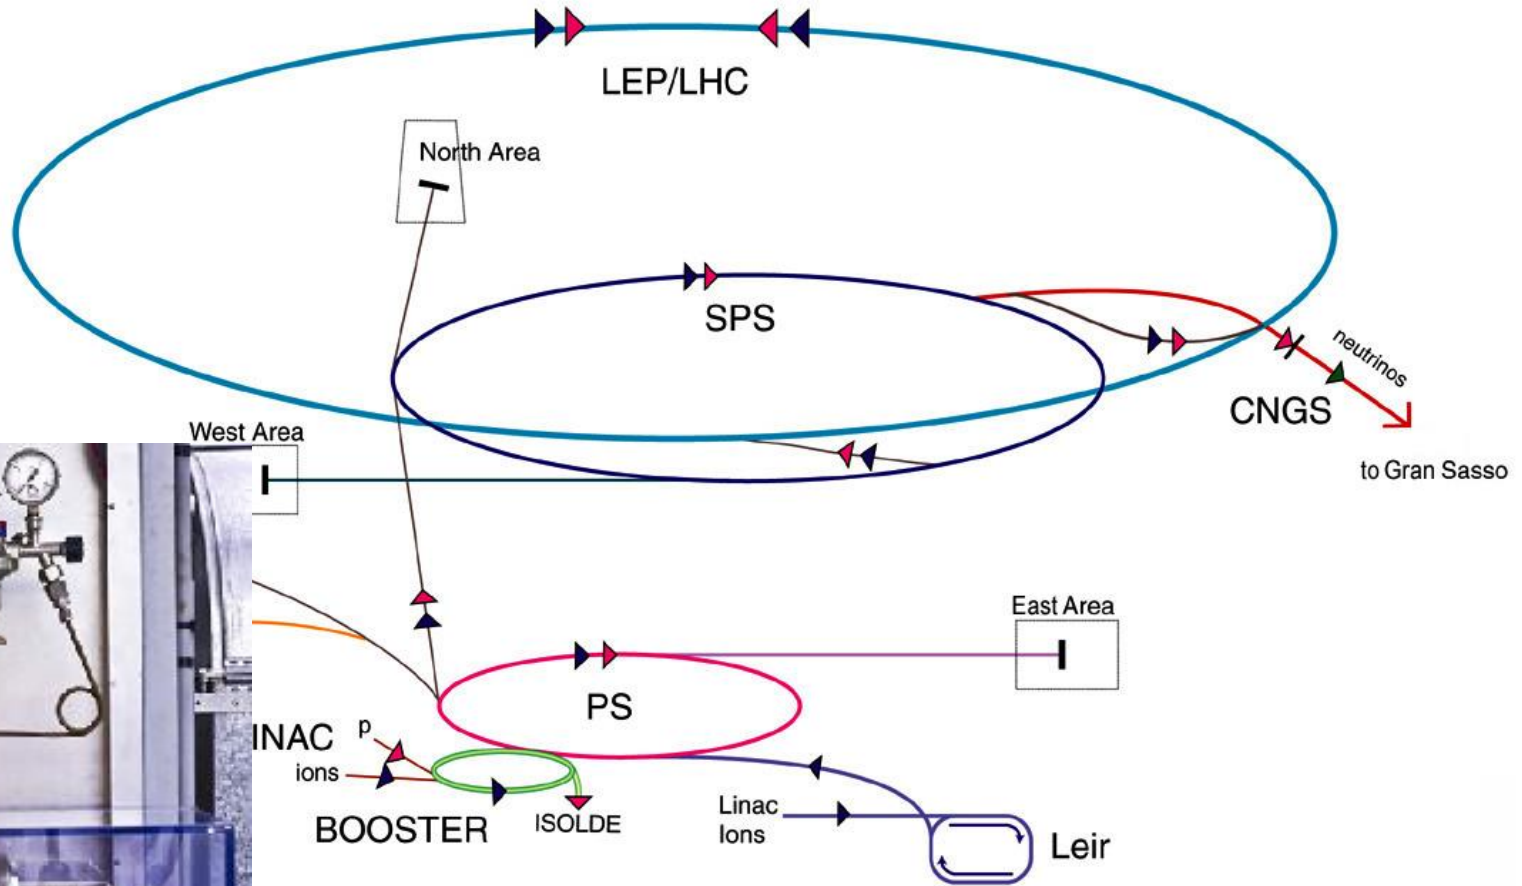 LEP/LHC
North Area
SPS
neutrinos
CNGS
West Area
to Gran Sasso
East Area
PS
INAC
p
ions
BOOSTER
ISOLDE
Linac
Ions
Leir